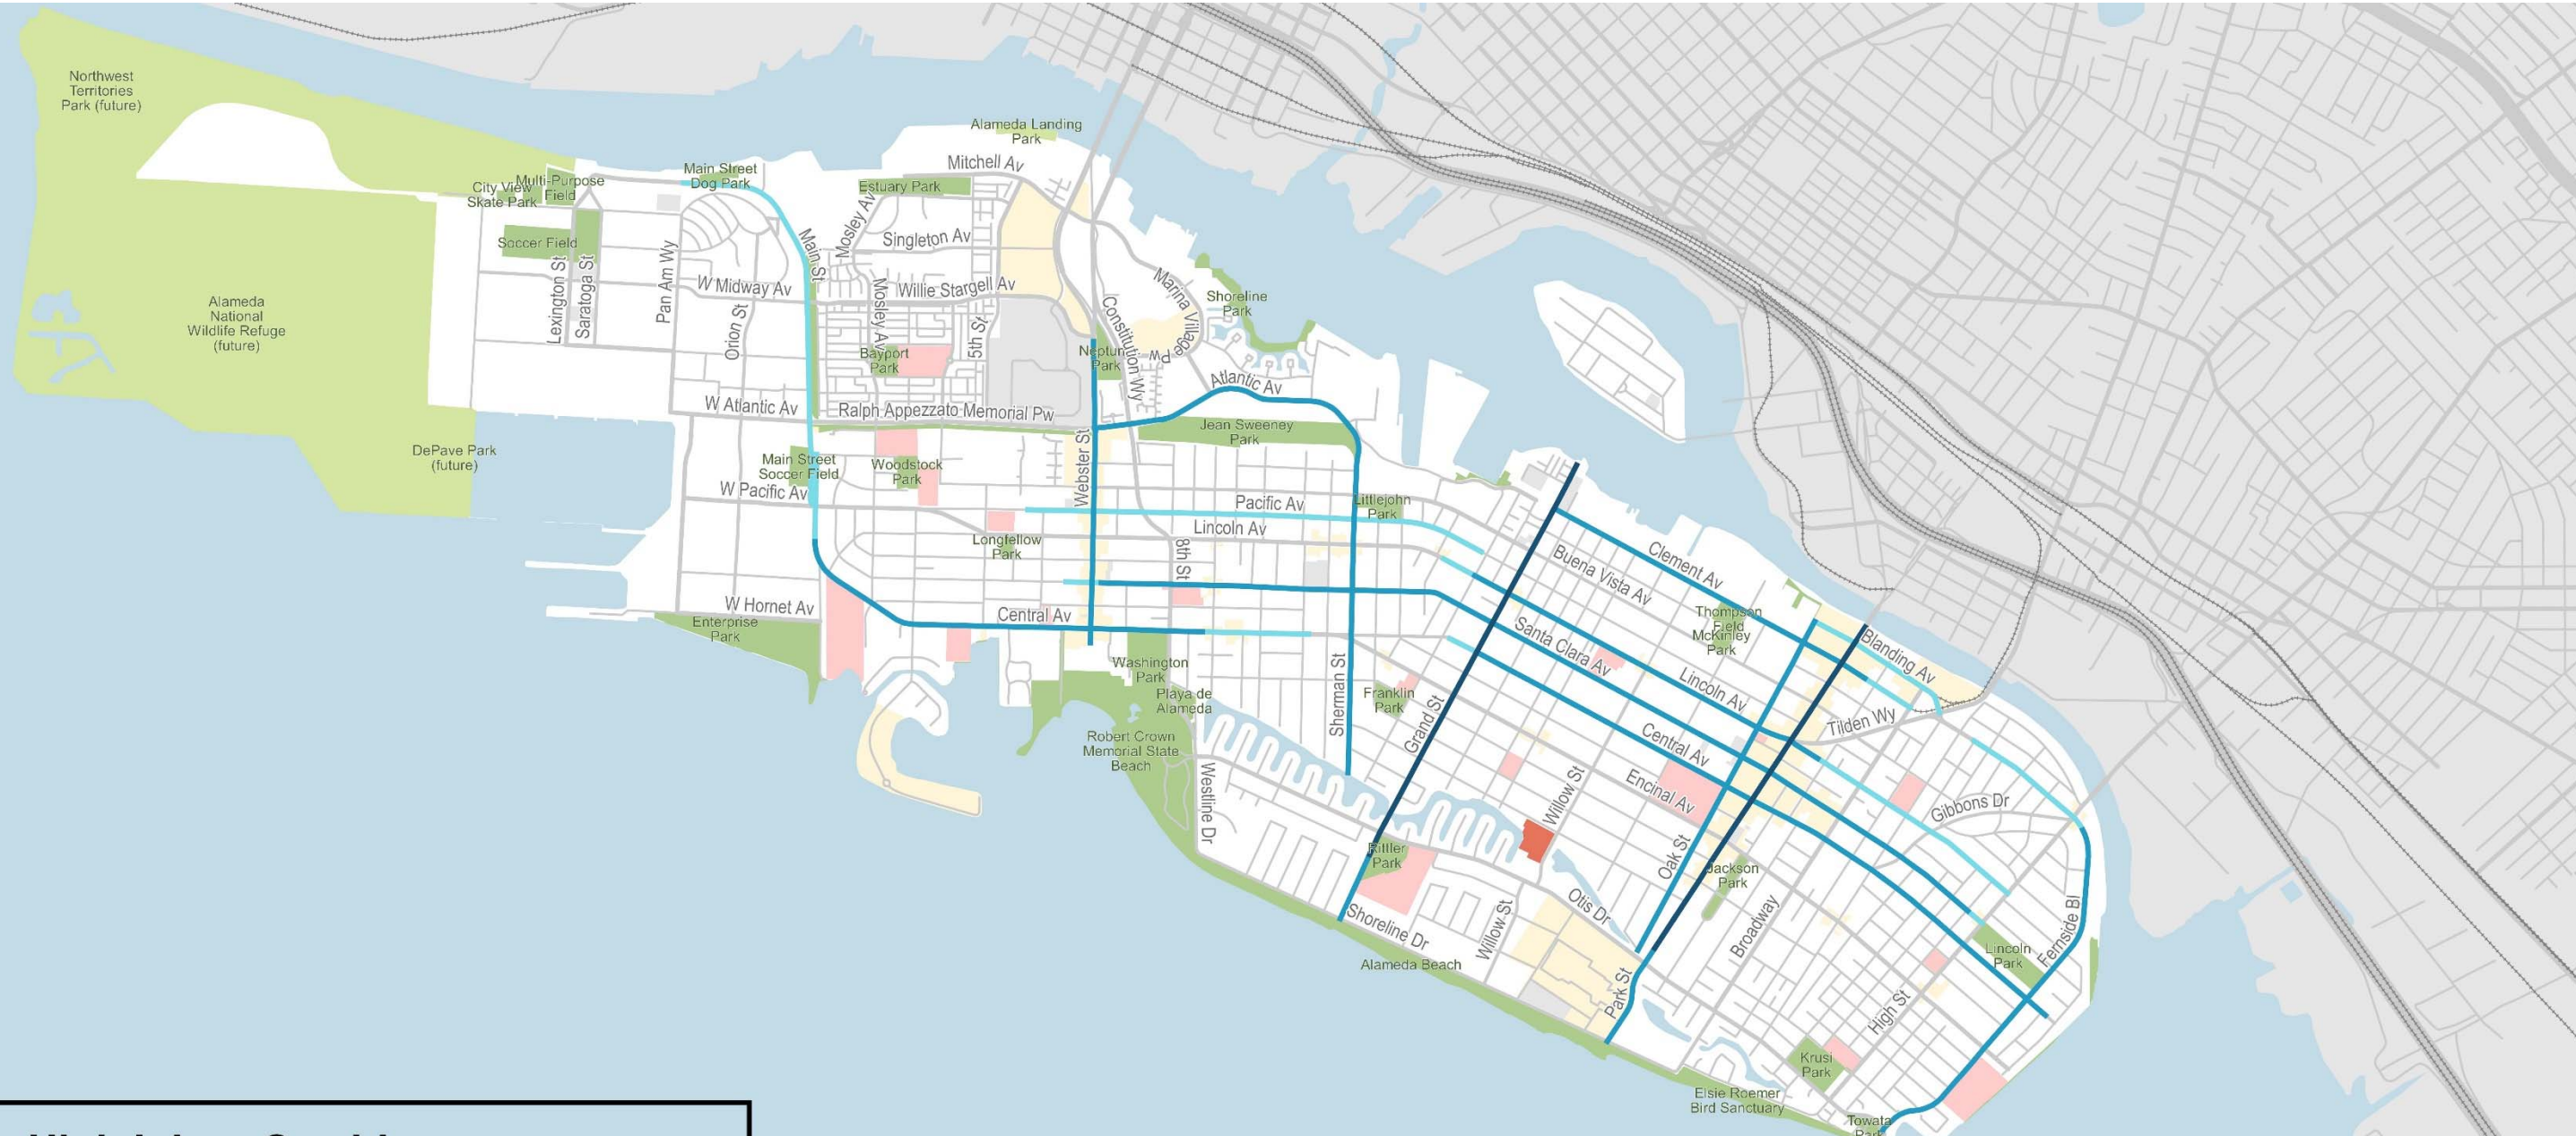 Northwest
Territories
Park (future)
Alameda Landing
Park
Mitchell Av
Main Street
Dog Park
City View
Skate Park
Multi-Purpose
Field
Estuary Park
Mosley Av
Singleton Av
Soccer Field
Main St
Lexington St
Saratoga St
Pan Am Wy
W Midway Av
Mosley Av
Willie Stargell Av
Marina Village Pw
Shoreline
Park
Alameda
National
Wildlife Refuge
(future)
Orion St
5th St
Constitution Wy
Bayport
Park
Neptune
Park
Atlantic Av
W Atlantic Av
Ralph Appezzato Memorial Pw
Jean Sweeney
Park
DePave Park
(future)
Main Street
Soccer Field
Woodstock
Park
Webster St
W Pacific Av
Pacific Av
Littlejohn
Park
Lincoln Av
Longfellow
Park
8th St
Buena Vista Av
Clement Av
W Hornet Av
Enterprise
Park
Central Av
Santa Clara Av
Thompson
Field
McKinley
Park
Blanding Av
Washington
Park
Playa de
Alameda
Sherman St
Franklin
Park
Grand St
Lincoln Av
Tilden Wy
Robert Crown
Memorial State
Beach
Central Av
Westline Dr
Willow St
Encinal Av
Gibbons Dr
Rittler
Park
Oak St
Jackson
Park
Otis Dr
Shoreline Dr
Willow St
Broadway
Fernside Bl
Lincoln
Park
Alameda Beach
Park St
High St
Krusi
Park
Elsie Roemer
Bird Sanctuary
Towata
Park